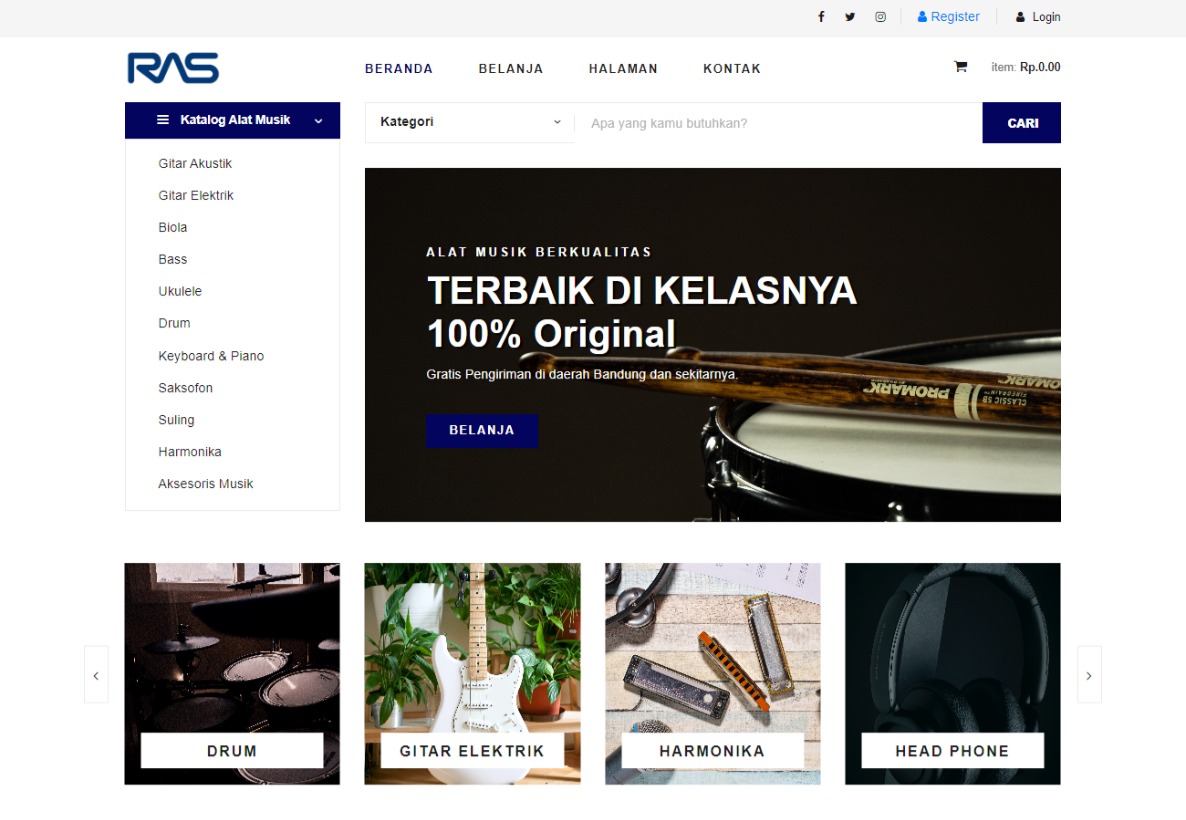 Register
Login
RAS
BERANDA
BELANJA
HALAMAN
KONTAK
item: Rp.0.00
Katalog Alat Musik
Kategori
Apa yang kamu butuhkan?
CARI
Gitar Akustik
Gitar Elektrik
Biola
Bass
Ukulele
Drum
Keyboard & Piano
Saksofon
Suling
Harmonika
Aksesoris Musik
ALAT MUSIK BERKUALITAS
TERBAIK DI KELASNYA
100% Original
Gratis Pengiriman di daerah Bandung dan sekitarnya.
BELANJA
PROMARK
CLASSIC 5B
FIREGRAIN
PROMARK
DRUM
GITAR ELEKTRIK
HARMONIKA
HEAD PHONE